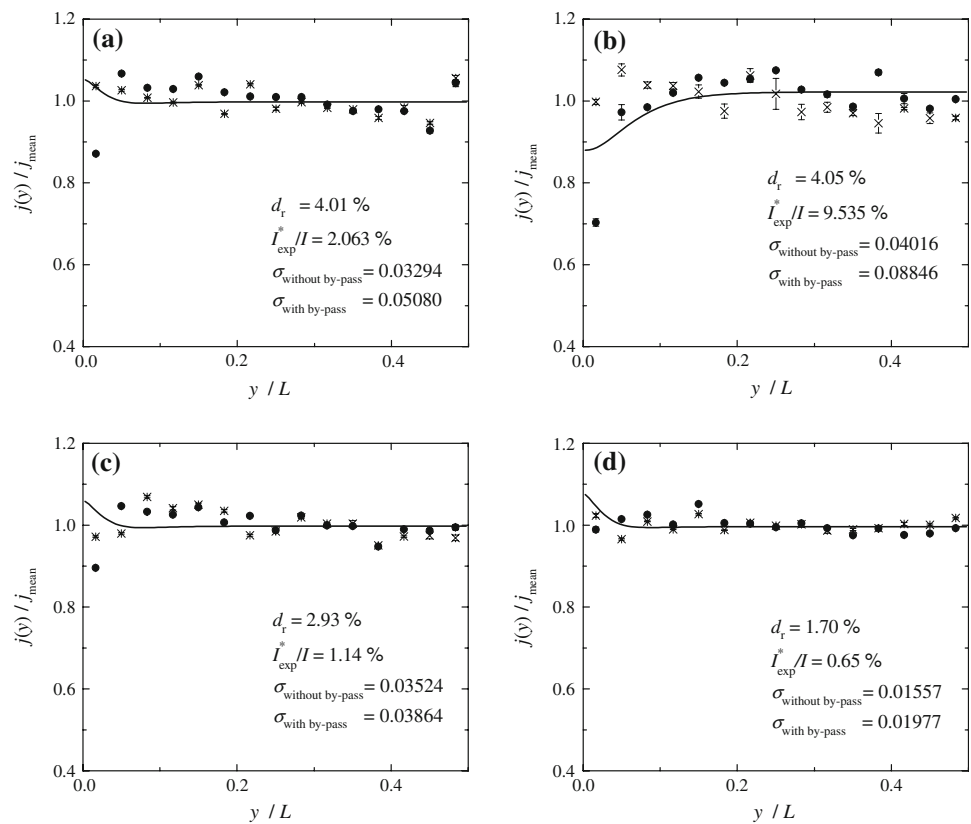 (a)
1.2
1.0
0.8
0.6
0.4
j(y) / j_mean
d_r = 4.01 %
I*_exp/I = 2.063 %
σ_without by-pass = 0.03294
σ_with by-pass = 0.05080
0.0 0.2 0.4
y / L
(b)
1.2
1.0
0.8
0.6
0.4
j(y) / j_mean
d_r = 4.05 %
I*_exp/I = 9.535 %
σ_without by-pass = 0.04016
σ_with by-pass = 0.08846
0.0 0.2 0.4
y / L
(c)
1.2
1.0
0.8
0.6
0.4
j(y) / j_mean
d_r = 2.93 %
I*_exp/I = 1.14 %
σ_without by-pass = 0.03524
σ_with by-pass = 0.03864
0.0 0.2 0.4
y / L
(d)
1.2
1.0
0.8
0.6
0.4
j(y) / j_mean
d_r = 1.70 %
I*_exp/I = 0.65 %
σ_without by-pass = 0.01557
σ_with by-pass = 0.01977
0.0 0.2 0.4
y / L